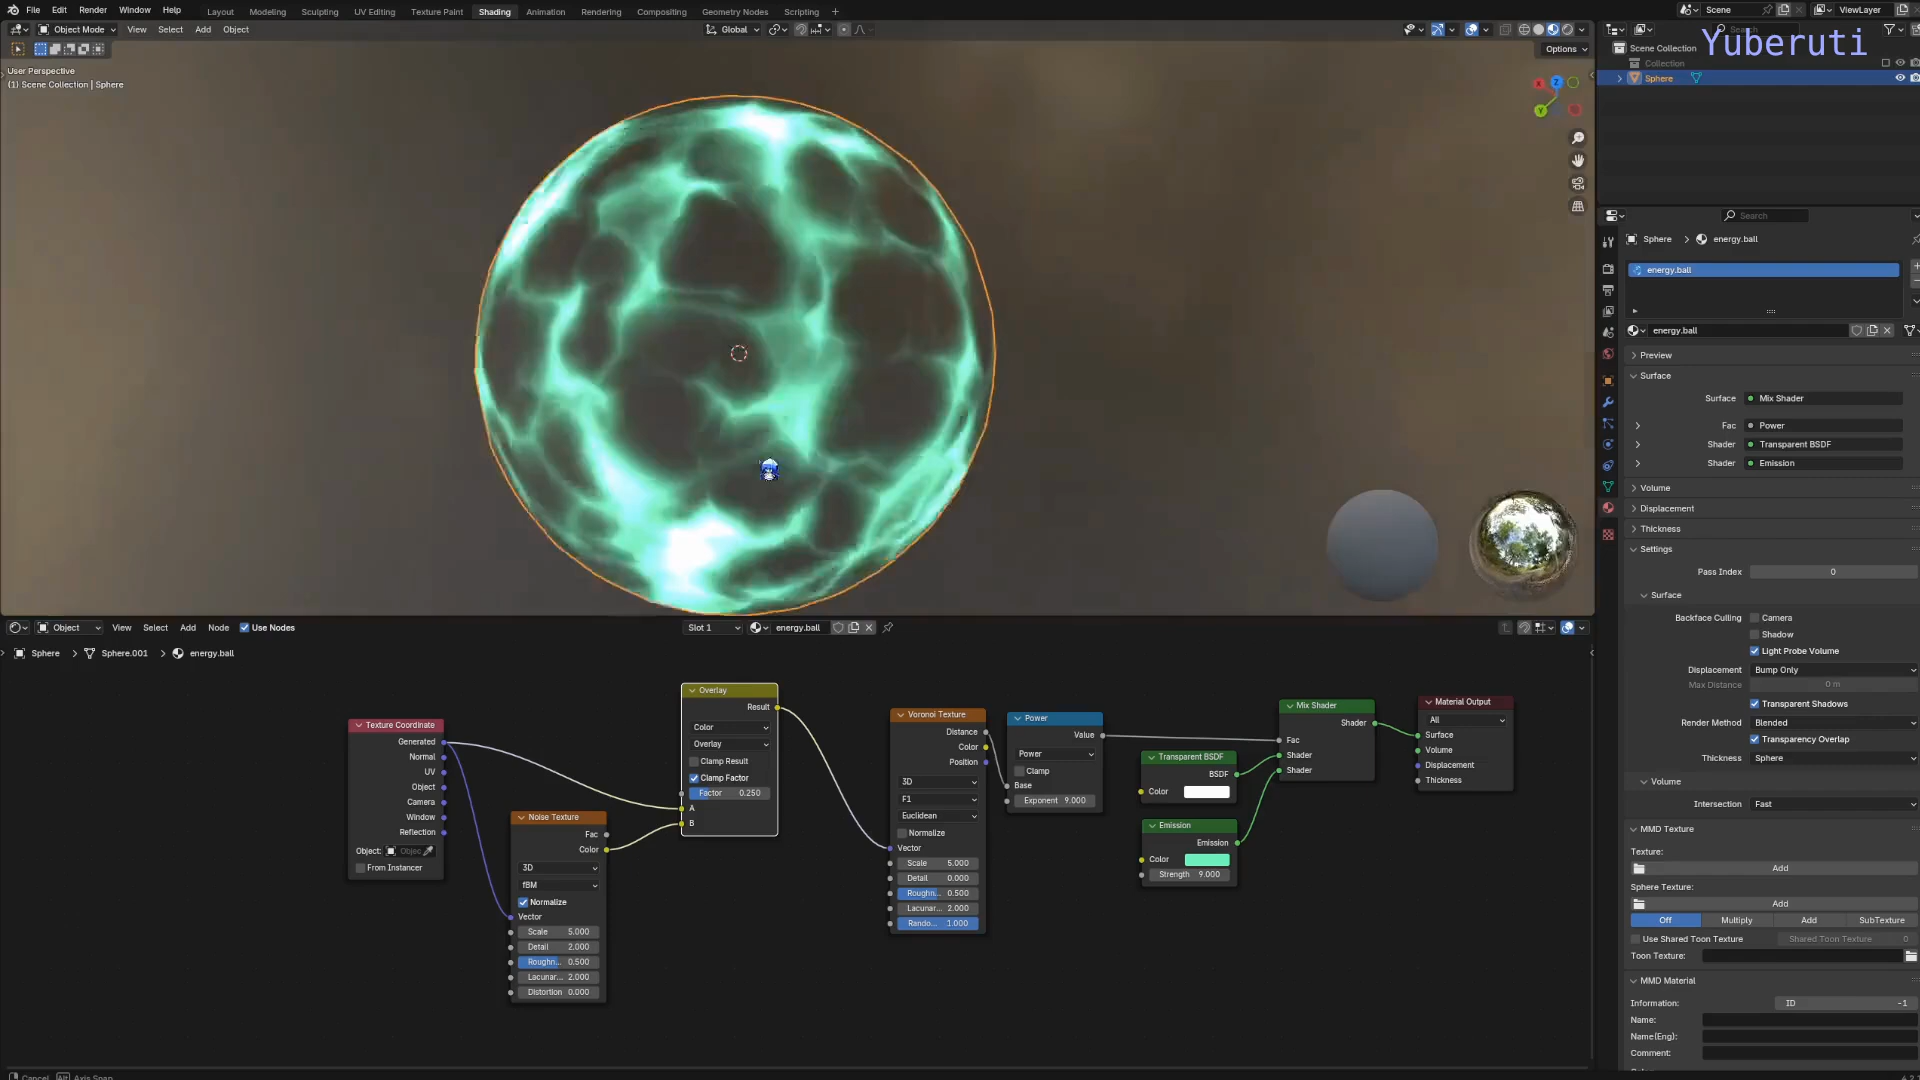 File Edit Render Window Help Layout Modeling Sculpting UV Editing Texture Paint Shading Animation Rendering Compositing Geometry Nodes Scripting + Scene ViewLayer
Object Mode View Select Add Object Global
Options
User Perspective
(1) Scene Collection | Sphere
Yuberuti
Scene Collection
Collection
Sphere
X
Z
Y
Search
Sphere > energy.ball
energy.ball
energy.ball
Preview
Surface
Surface Mix Shader
Fac Power
Shader Transparent BSDF
Shader Emission
Volume
Displacement
Thickness
Settings
Pass Index 0
Surface
Backface Culling Camera
Shadow
Light Probe Volume
Displacement Bump Only
Max Distance 0 m
Transparent Shadows
Render Method Blended
Transparency Overlap
Thickness Sphere
Volume
Intersection Fast
MMD Texture
Texture:
Add
Sphere Texture:
Add
Off Multiply Add SubTexture
Use Shared Toon Texture Shared Toon Texture 0
Toon Texture:
MMD Material
Information: ID -1
Name:
Name(Eng):
Comment:
Object View Select Add Node Use Nodes Slot 1 energy.ball
Sphere > Sphere.001 > energy.ball
Texture Coordinate
Generated
Normal
UV
Object
Camera
Window
Reflection
Object: Objec
From Instancer
Noise Texture
Fac
Color
3D
fBM
Normalize
Vector
Scale 5.000
Detail 2.000
Roughn... 0.500
Lacunar... 2.000
Distortion 0.000
Overlay
Result
Color
Overlay
Clamp Result
Clamp Factor
Factor 0.250
A
B
Voronoi Texture
Distance
Color
Position
3D
F1
Euclidean
Normalize
Vector
Scale 5.000
Detail 0.000
Roughn... 0.500
Lacunar... 2.000
Rando... 1.000
Power
Value
Power
Clamp
Base
Exponent 9.000
Transparent BSDF
BSDF
Color
Emission
Emission
Color
Strength 9.000
Mix Shader
Shader
Fac
Shader
Shader
Material Output
All
Surface
Volume
Displacement
Thickness
Cancel Axis Snap